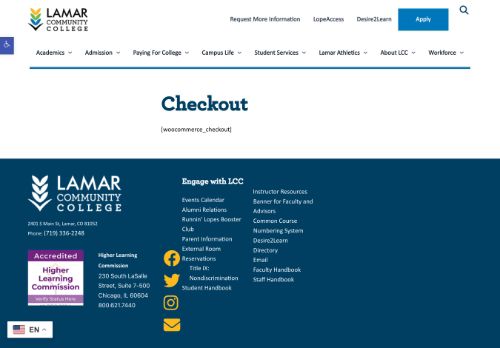 LAMAR
COMMUNITY
COLLEGE
Request More Information LopeAccess Desire2Learn Apply
Academics Admission Paying For College Campus Life Student Services Lamar Athletics About LCC Workforce
Checkout
[woocommerce_checkout]
LAMAR
COMMUNITY
COLLEGE
2401 S Main St, Lamar, CO 81052
Phone: (719) 336-2248
Accredited
Higher
Learning
Commission
Verify Status Here
Higher Learning
Commission
230 South LaSalle
Street, Suite 7-500
Chicago, IL 60604
800.621.7440
Engage with LCC
Events Calendar
Alumni Relations
Runnin' Lopes Booster
Club
Parent Information
External Room
Reservations
Title IX:
Nondiscrimination
Student Handbook
Instructor Resources
Banner for Faculty and
Advisors
Common Course
Numbering System
Desire2Learn
Directory
Email
Faculty Handbook
Staff Handbook
EN